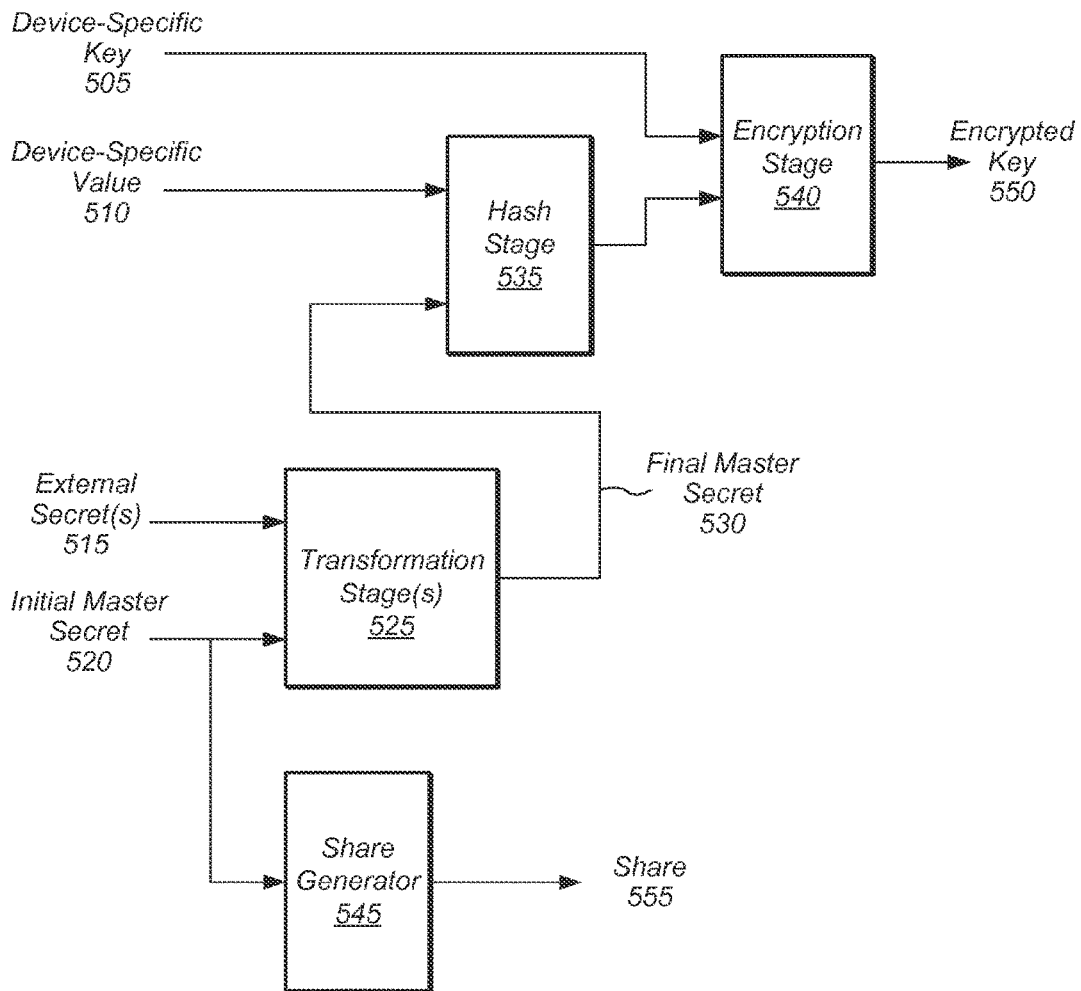 Device-Specific
Key
505
Device-Specific
Value
510
Hash
Stage
535
Encryption
Stage
540
Encrypted
Key
550
External
Secret(s)
515
Initial Master
Secret
520
Transformation
Stage(s)
525
Final Master
Secret
530
Share
Generator
545
Share
555